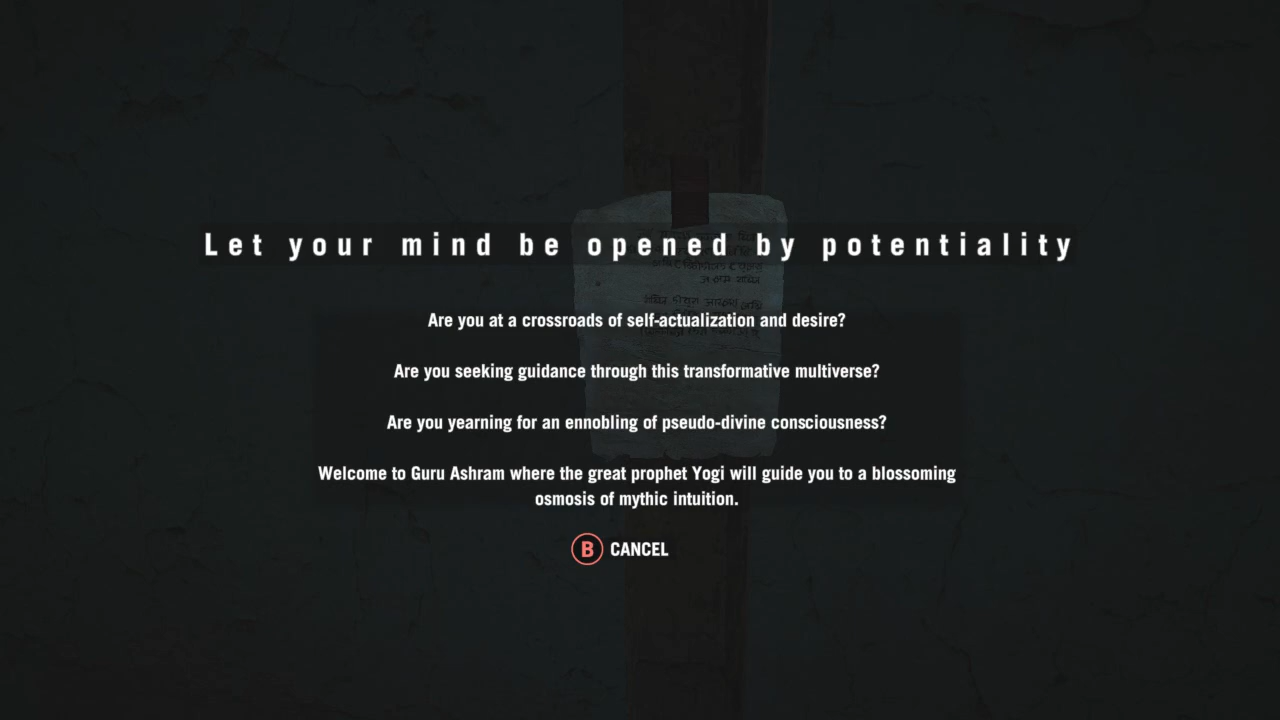 Let your mind be opened by potentiality
Are you at a crossroads of self-actualization and desire?
Are you seeking guidance through this transformative multiverse?
Are you yearning for an ennobling of pseudo-divine consciousness?
Welcome to Guru Ashram where the great prophet Yogi will guide you to a blossoming
osmosis of mythic intuition.
B CANCEL